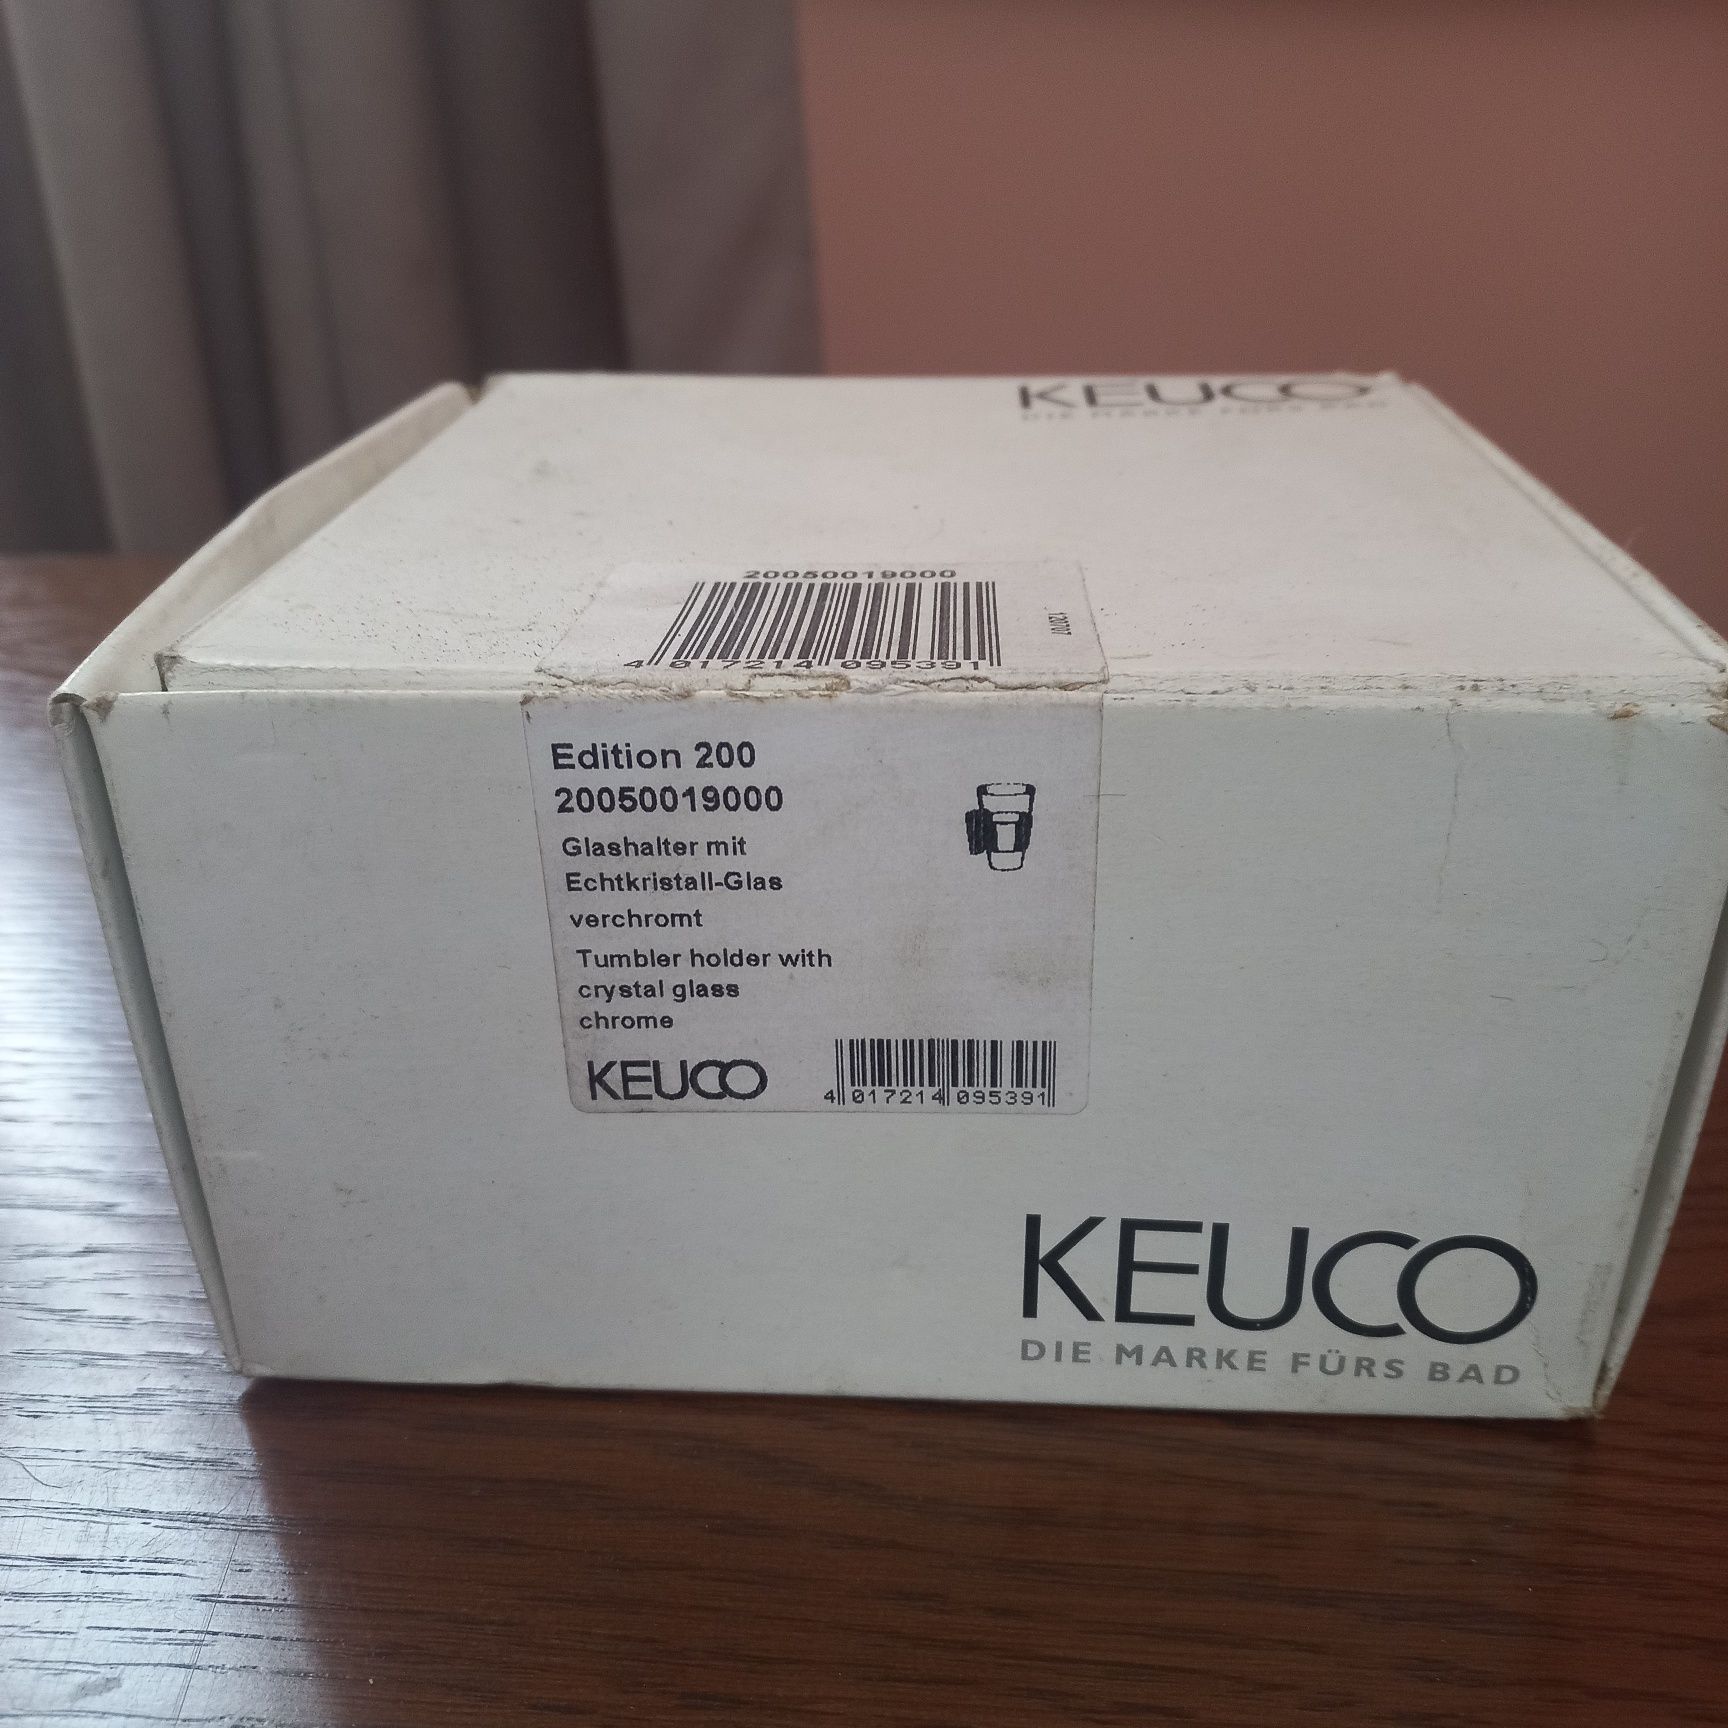 KEUCO
DIE MARKE FÜRS BAD
20050019000
120707
4 017214 095391
Edition 200
20050019000
Glashalter mit
Echtkristall-Glas
verchromt
Tumbler holder with
crystal glass
chrome
KEUCO
4 017214 095391
KEUCO
DIE MARKE FÜRS BAD